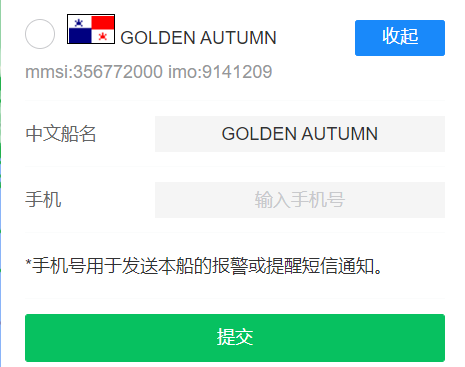 GOLDEN AUTUMN 收起
mmsi:356772000 imo:9141209
中文船名 GOLDEN AUTUMN
手机 输入手机号
*手机号用于发送本船的报警或提醒短信通知。
提交